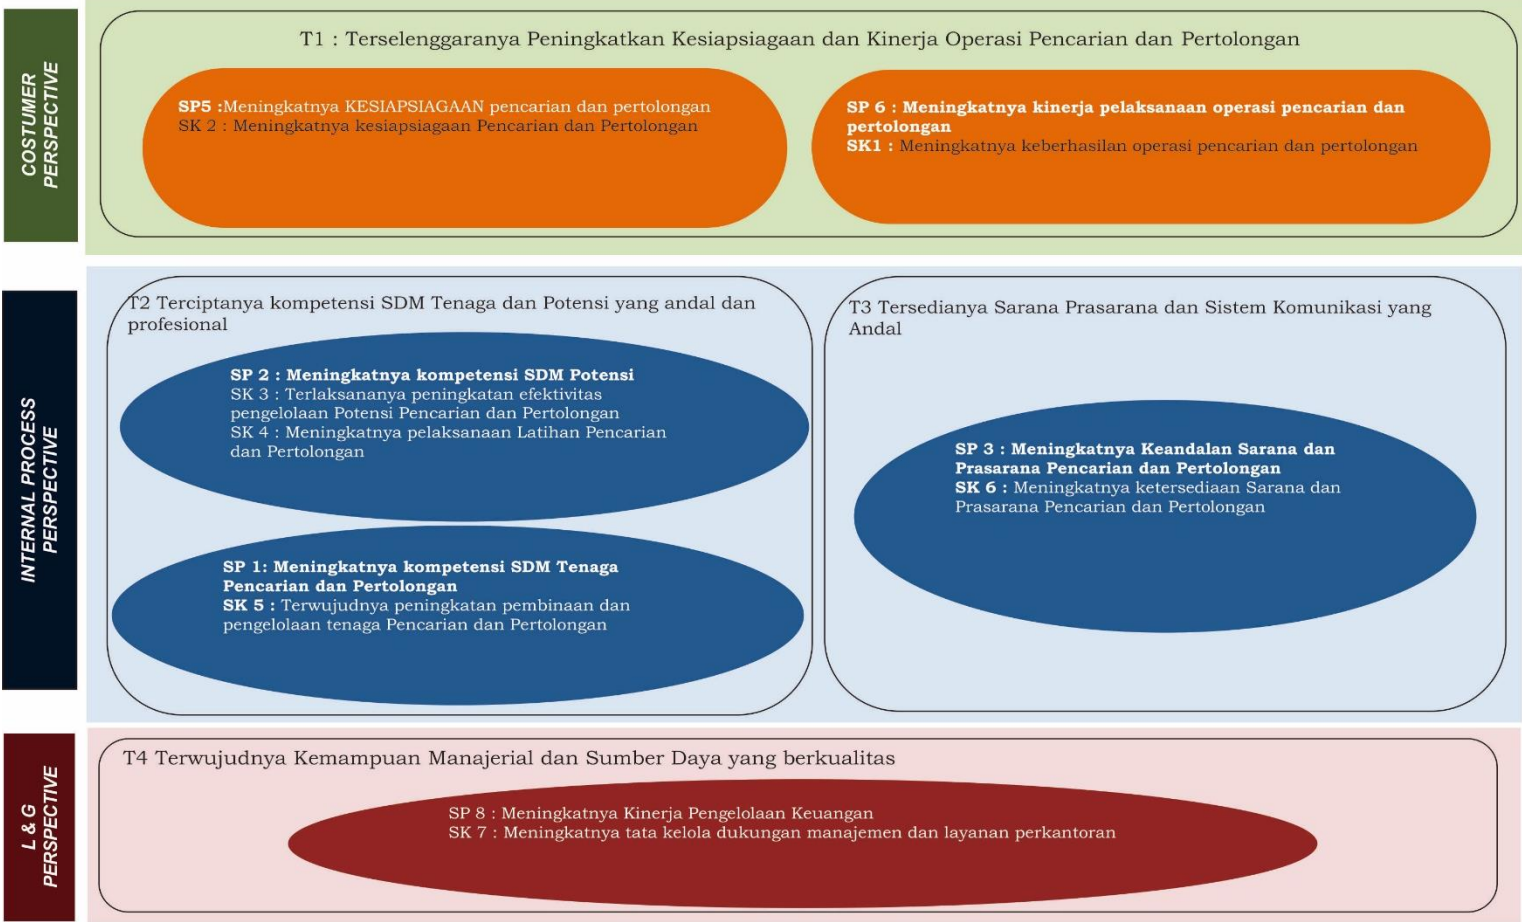 COSTUMER
PERSPECTIVE
T1 : Terselenggaranya Peningkatkan Kesiapsiagaan dan Kinerja Operasi Pencarian dan Pertolongan
SP5 :Meningkatnya KESIAPSIAGAAN pencarian dan pertolongan
SK 2 : Meningkatnya kesiapsiagaan Pencarian dan Pertolongan
SP 6 : Meningkatnya kinerja pelaksanaan operasi pencarian dan
pertolongan
SK1 : Meningkatnya keberhasilan operasi pencarian dan pertolongan
INTERNAL PROCESS
PERSPECTIVE
T2 Terciptanya kompetensi SDM Tenaga dan Potensi yang andal dan
profesional
SP 2 : Meningkatnya kompetensi SDM Potensi
SK 3 : Terlaksananya peningkatan efektivitas
pengelolaan Potensi Pencarian dan Pertolongan
SK 4 : Meningkatnya pelaksanaan Latihan Pencarian
dan Pertolongan
SP 1: Meningkatnya kompetensi SDM Tenaga
Pencarian dan Pertolongan
SK 5 : Terwujudnya peningkatan pembinaan dan
pengelolaan tenaga Pencarian dan Pertolongan
T3 Tersedianya Sarana Prasarana dan Sistem Komunikasi yang
Andal
SP 3 : Meningkatnya Keandalan Sarana dan
Prasarana Pencarian dan Pertolongan
SK 6 : Meningkatnya ketersediaan Sarana dan
Prasarana Pencarian dan Pertolongan
L & G
PERSPECTIVE
T4 Terwujudnya Kemampuan Manajerial dan Sumber Daya yang berkualitas
SP 8 : Meningkatnya Kinerja Pengelolaan Keuangan
SK 7 : Meningkatnya tata kelola dukungan manajemen dan layanan perkantoran